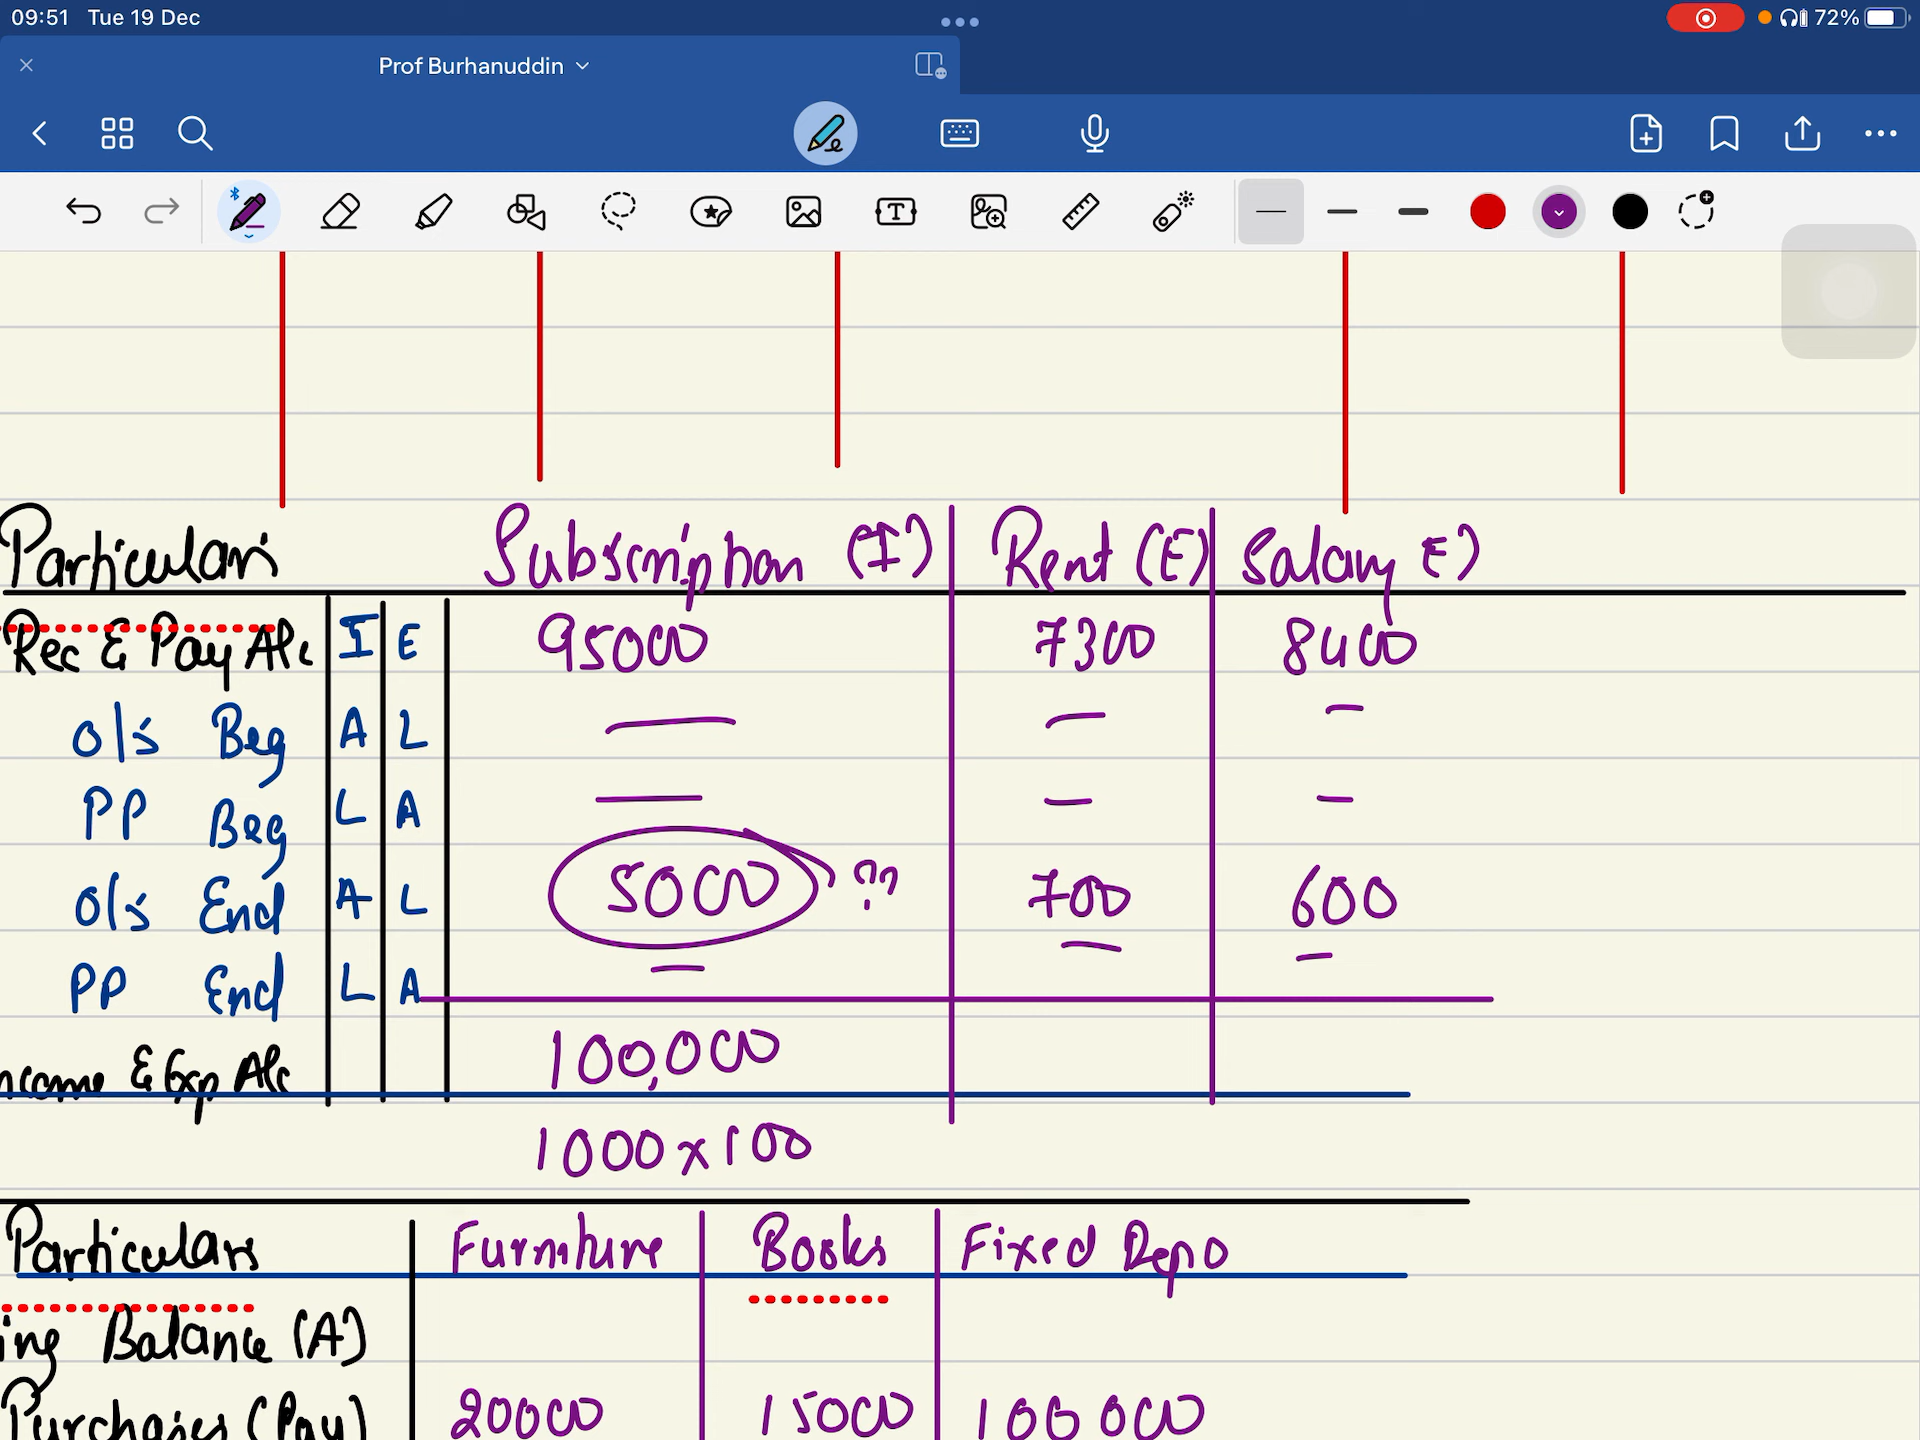 09:51 Tue 19 Dec
72%
Prof Burhanuddin
Particulars Subscription (I) Rent (E) Salary E)
Rec & Pay A/c I E 95000 7300 8400
O/s Beg A L — — —
PP Beg L A — — —
O/s End A L 5000 ?? 700 600
PP End L A — — —
ncome & Exp A/c 100,000
1000 x 100
Particulars Furniture Books Fixed Depo
ing Balance (A)
Purchases (Pay) 20000 15000 100 000